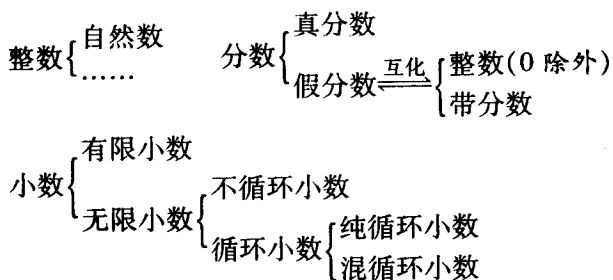 自然数
整数
……
真分数
分数
假分数
互化
整数(0 除外)
带分数
有限小数
小数
无限小数
不循环小数
循环小数
纯循环小数
混循环小数